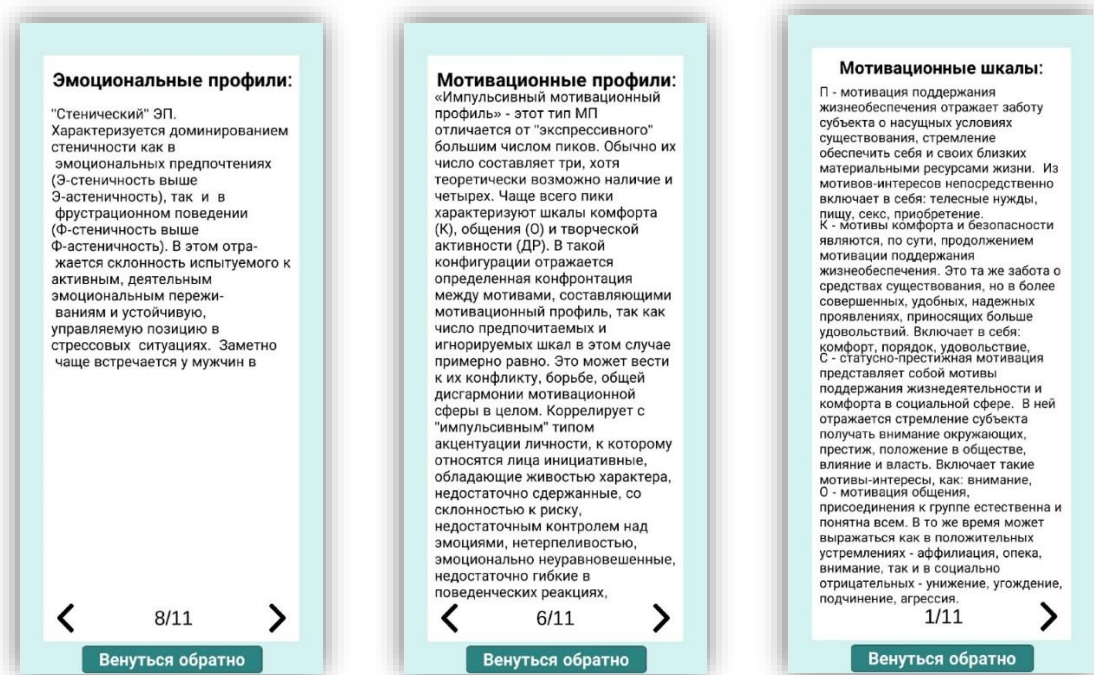 Эмоциональные профили:
"Стенический" ЭП.
Характеризуется доминированием
стеничности как в
эмоциональных предпочтениях
(Э-стеничность выше
Э-астеничность), так и в
фрустрационном поведении
(Ф-стеничность выше
Ф-астеничность). В этом отра-
жается склонность испытуемого к
активным, деятельным
эмоциональным пережи-
ваниям и устойчивую,
управляемую позицию в
стрессовых ситуациях. Заметно
чаще встречается у мужчин в
8/11
Венуться обратно
Мотивационные профили:
«Импульсивный мотивационный
профиль» - этот тип МП
отличается от "экспрессивного"
большим числом пиков. Обычно их
число составляет три, хотя
теоретически возможно наличие и
четырех. Чаще всего пики
характеризуют шкалы комфорта
(К), общения (О) и творческой
активности (ДР). В такой
конфигурации отражается
определенная конфронтация
между мотивами, составляющими
мотивационный профиль, так как
число предпочитаемых и
игнорируемых шкал в этом случае
примерно равно. Это может вести
к их конфликту, борьбе, общей
дисгармонии мотивационной
сферы в целом. Коррелирует с
"импульсивным" типом
акцентуации личности, к которому
относятся лица инициативные,
обладающие живостью характера,
недостаточно сдержанные, со
склонностью к риску,
недостаточным контролем над
эмоциями, нетерпеливостью,
эмоционально неуравновешенные,
недостаточно гибкие в
поведенческих реакциях,
6/11
Венуться обратно
Мотивационные шкалы:
П - мотивация поддержания
жизнеобеспечения отражает заботу
субъекта о насущных условиях
существования, стремление
обеспечить себя и своих близких
материальными ресурсами жизни. Из
мотивов-интересов непосредственно
включает в себя: телесные нужды,
пищу, секс, приобретение.
К - мотивы комфорта и безопасности
являются, по сути, продолжением
мотивации поддержания
жизнеобеспечения. Это та же забота о
средствах существования, но в более
совершенных, удобных, надежных
проявлениях, приносящих больше
удовольствий. Включает в себя:
комфорт, порядок, удовольствие,
С - статусно-престижная мотивация
представляет собой мотивы
поддержания жизнедеятельности и
комфорта в социальной сфере. В ней
отражается стремление субъекта
получать внимание окружающих,
престиж, положение в обществе,
влияние и власть. Включает такие
мотивы-интересы, как: внимание,
О - мотивация общения,
присоединения к группе естественна и
понятна всем. В то же время может
выражаться как в положительных
устремлениях - аффилиация, опека,
внимание, так и в социально
отрицательных - унижение, угождение,
подчинение, агрессия.
1/11
Венуться обратно